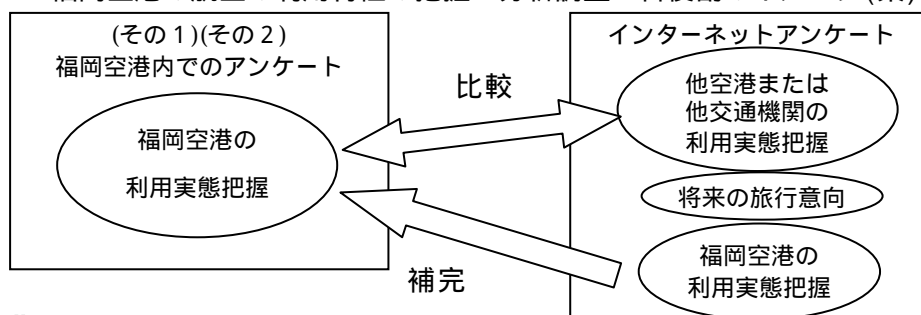 (その1)(その2)
福岡空港内でのアンケート
福岡空港の
利用実態把握
比較
補完
インターネットアンケート
他空港または
他交通機関の
利用実態把握
将来の旅行意向
福岡空港の
利用実態把握